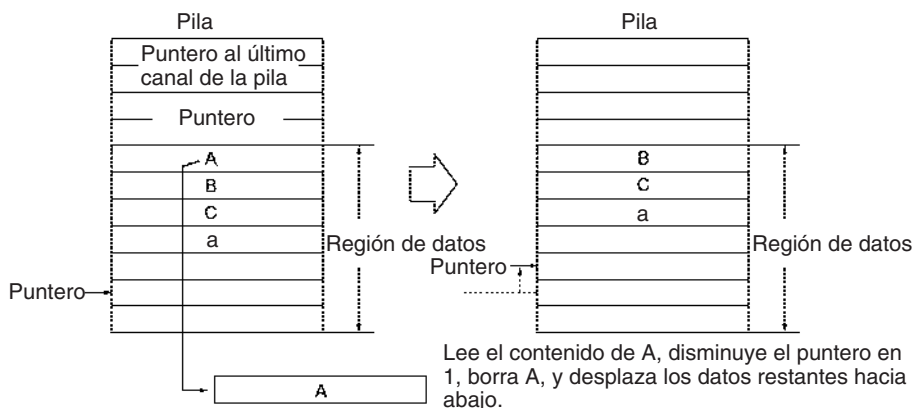 Pila
Puntero al último
canal de la pila
Puntero
A
B
C
a
Región de datos
Puntero
A
Pila
B
C
a
Región de datos
Puntero
Lee el contenido de A, disminuye el puntero en
1, borra A, y desplaza los datos restantes hacia
abajo.